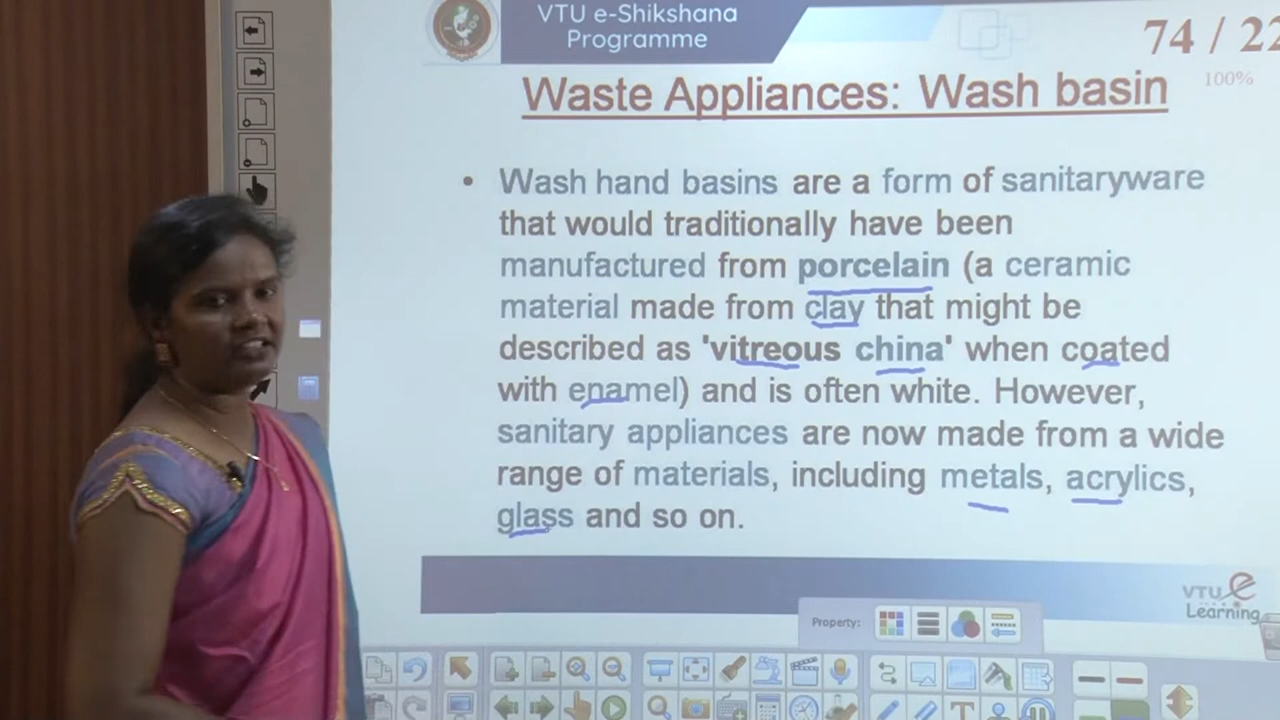 VTU e-Shikshana
Programme
74 / 22
100%
Waste Appliances: Wash basin
• Wash hand basins are a form of sanitaryware
that would traditionally have been
manufactured from porcelain (a ceramic
material made from clay that might be
described as 'vitreous china' when coated
with enamel) and is often white. However,
sanitary appliances are now made from a wide
range of materials, including metals, acrylics,
glass and so on.
VTU e
Learning
Property: